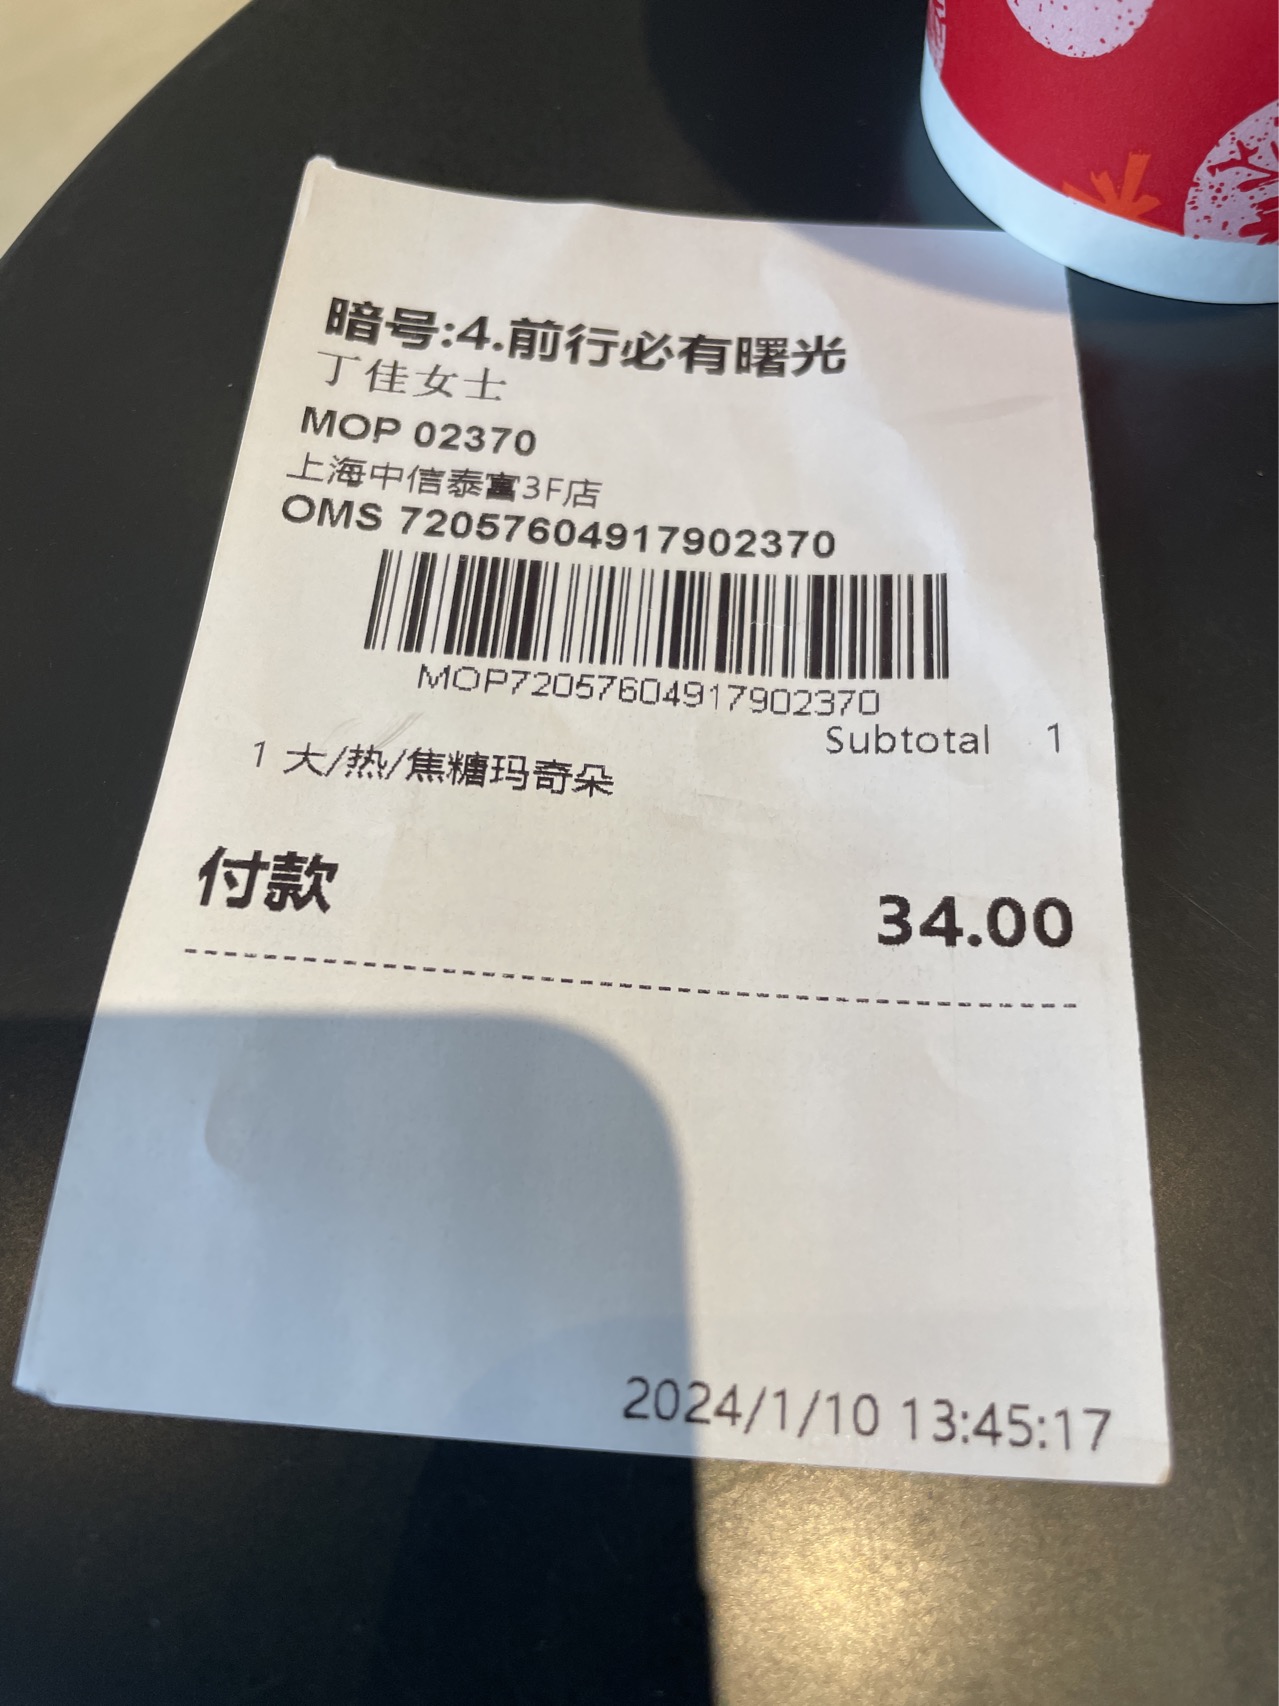 暗号:4.前行必有曙光
丁佳女士
MOP 02370
上海中信泰富3F店
OMS 72057604917902370
MOP72057604917902370
Subtotal 1
1 大/热/焦糖玛奇朵
付款 34.00
2024/1/10 13:45:17